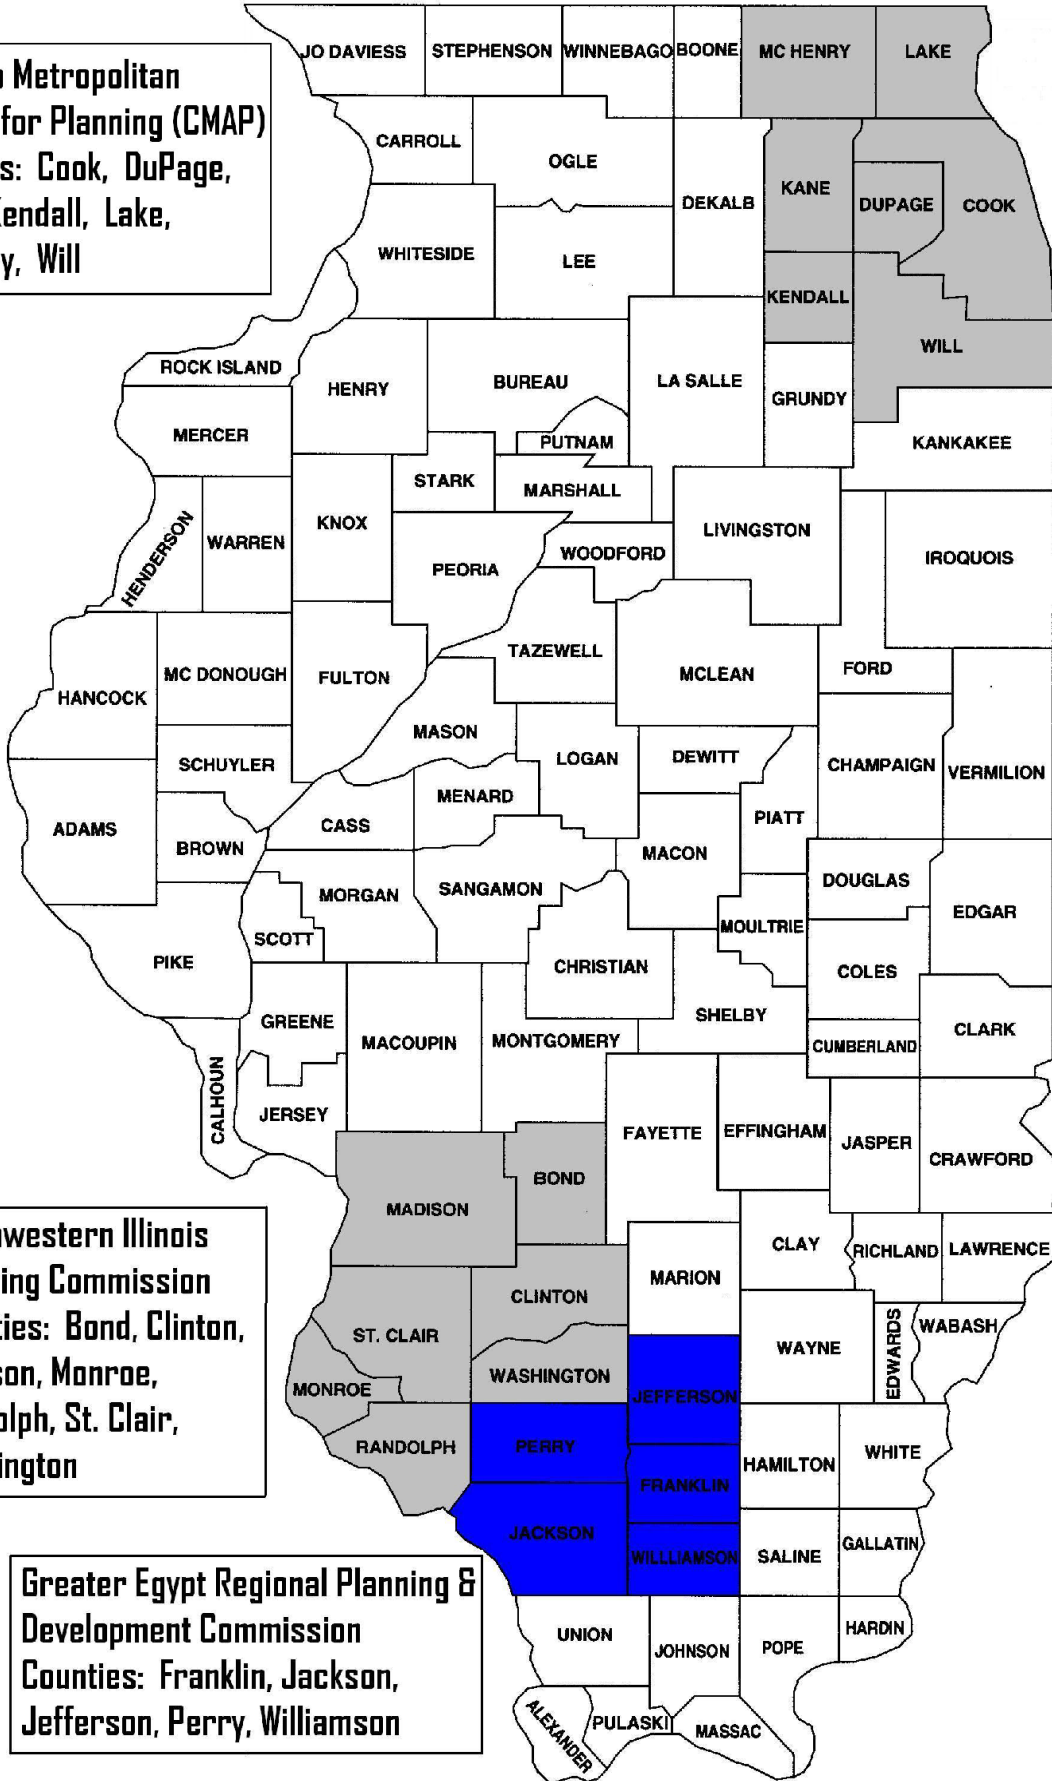 JO DAVIESS
STEPHENSON
WINNEBAGO
BOONE
MC HENRY
LAKE
Metropolitan
for Planning (CMAP)
s: Cook, DuPage,
Kendall, Lake,
y, Will
CARROLL
OGLE
DEKALB
KANE
DUPAGE
COOK
WHITESIDE
LEE
KENDALL
WILL
ROCK ISLAND
HENRY
BUREAU
LA SALLE
GRUNDY
MERCER
PUTNAM
KANKAKEE
STARK
MARSHALL
KNOX
LIVINGSTON
HENDERSON
WARREN
PEORIA
WOODFORD
IROQUOIS
HANCOCK
MC DONOUGH
FULTON
TAZEWELL
MCLEAN
FORD
MASON
SCHUYLER
LOGAN
DEWITT
CHAMPAIGN
VERMILION
ADAMS
BROWN
CASS
MENARD
PIATT
MACON
MORGAN
SANGAMON
DOUGLAS
EDGAR
SCOTT
PIKE
CHRISTIAN
MOULTRIE
COLES
GREENE
MACOUPIN
MONTGOMERY
SHELBY
CUMBERLAND
CLARK
CALHOUN
JERSEY
FAYETTE
EFFINGHAM
JASPER
CRAWFORD
MADISON
BOND
CLAY
RICHLAND
LAWRENCE
western Illinois
ing Commission
ties: Bond, Clinton,
son, Monroe,
olph, St. Clair,
ington
MARION
CLINTON
ST. CLAIR
WASHINGTON
MONROE
WAYNE
EDWARDS
WABASH
JEFFERSON
RANDOLPH
PERRY
FRANKLIN
HAMILTON
WHITE
JACKSON
WILLLIAMSON
SALINE
GALLATIN
Greater Egypt Regional Planning &
Development Commission
Counties: Franklin, Jackson,
Jefferson, Perry, Williamson
UNION
JOHNSON
POPE
HARDIN
ALEXANDER
PULASKI
MASSAC